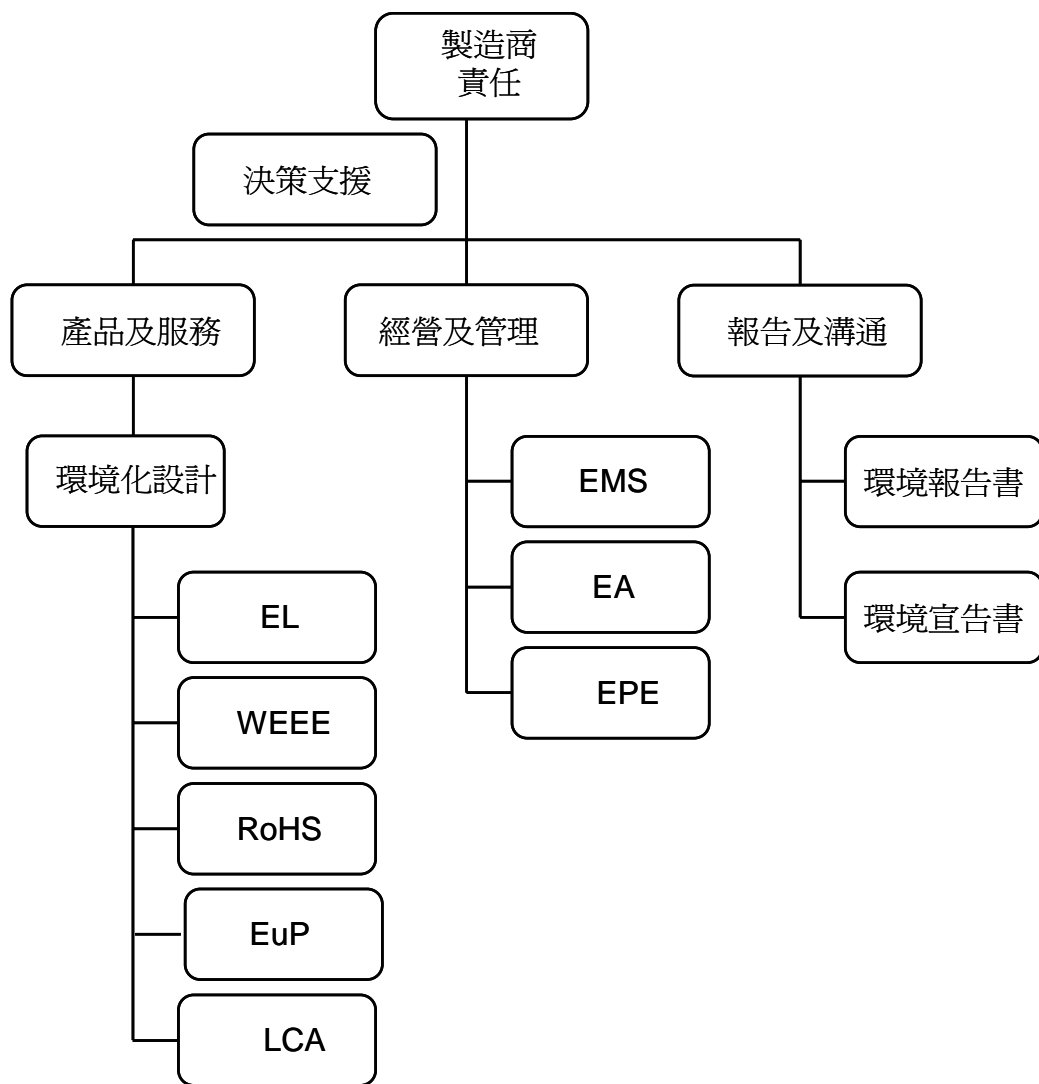 製造商
責任
決策支援
產品及服務
經營及管理
報告及溝通
環境化設計
EMS
環境報告書
EL
EA
環境宣告書
WEEE
EPE
RoHS
EuP
LCA